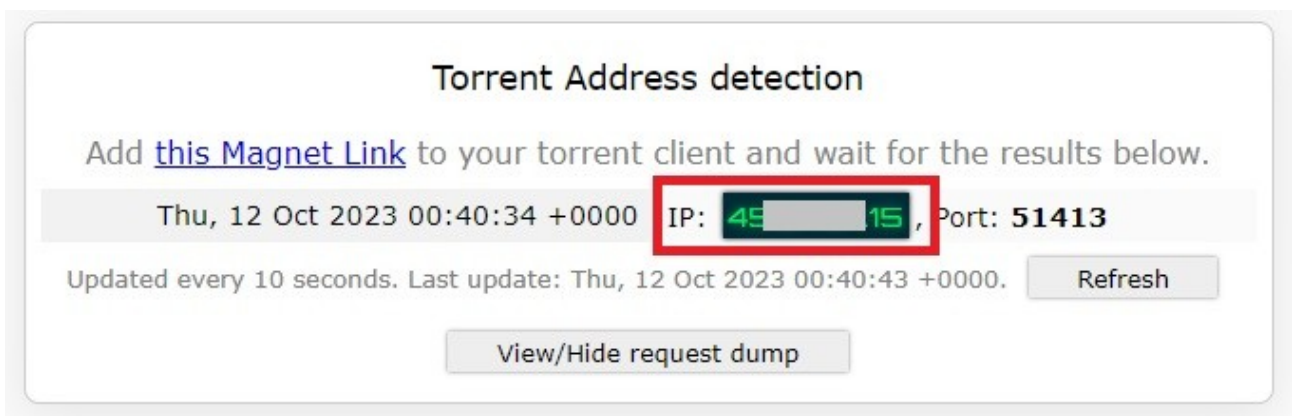 Torrent Address detection
Add this Magnet Link to your torrent client and wait for the results below.
Thu, 12 Oct 2023 00:40:34 +0000 IP: 45 .15, Port: 51413
Updated every 10 seconds. Last update: Thu, 12 Oct 2023 00:40:43 +0000. Refresh
View/Hide request dump